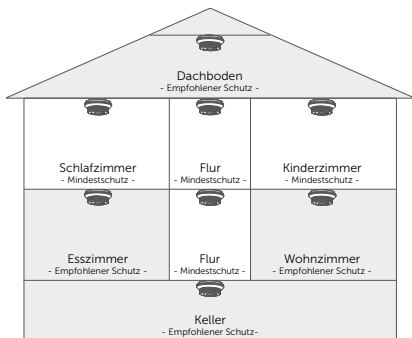 Dachboden
- Empfohlener Schutz -
Schlafzimmer
- Mindestschutz -
Flur
- Mindestschutz -
Kinderzimmer
- Mindestschutz -
Esszimmer
- Empfohlener Schutz -
Flur
- Mindestschutz -
Wohnzimmer
- Empfohlener Schutz -
Keller
- Empfohlener Schutz-